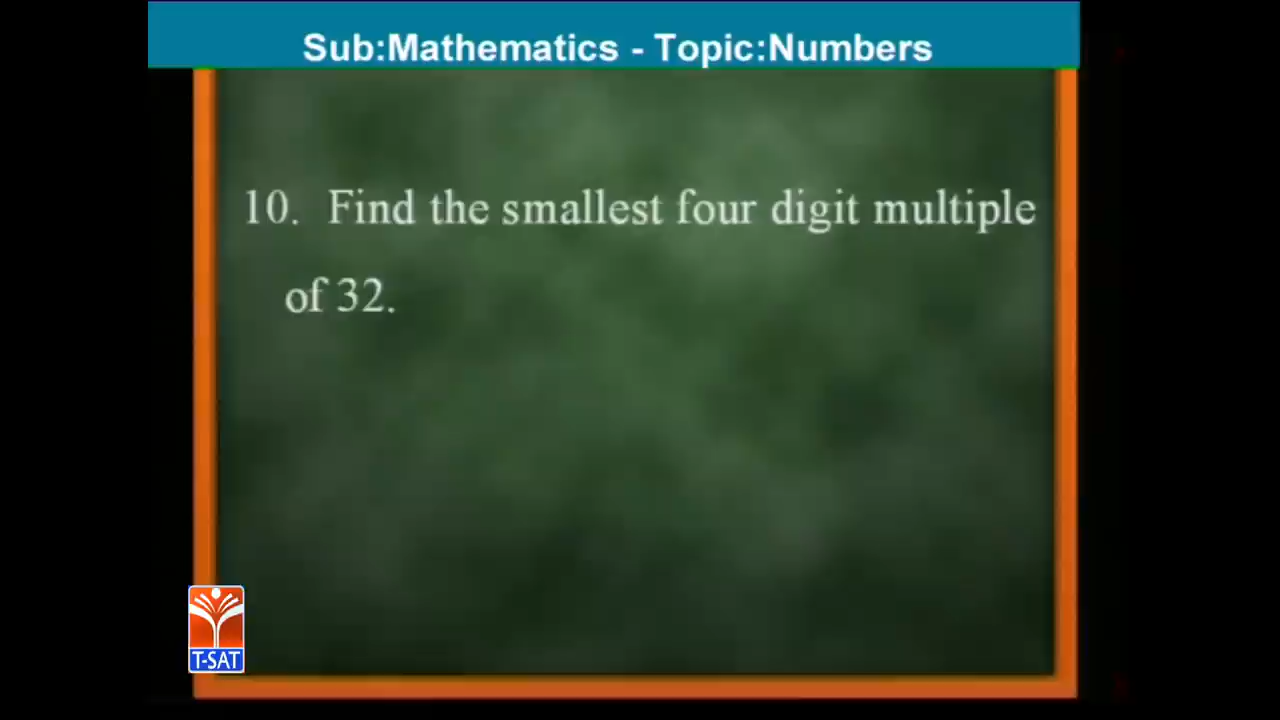 Sub:Mathematics - Topic:Numbers
10. Find the smallest four digit multiple
of 32.
T-SAT